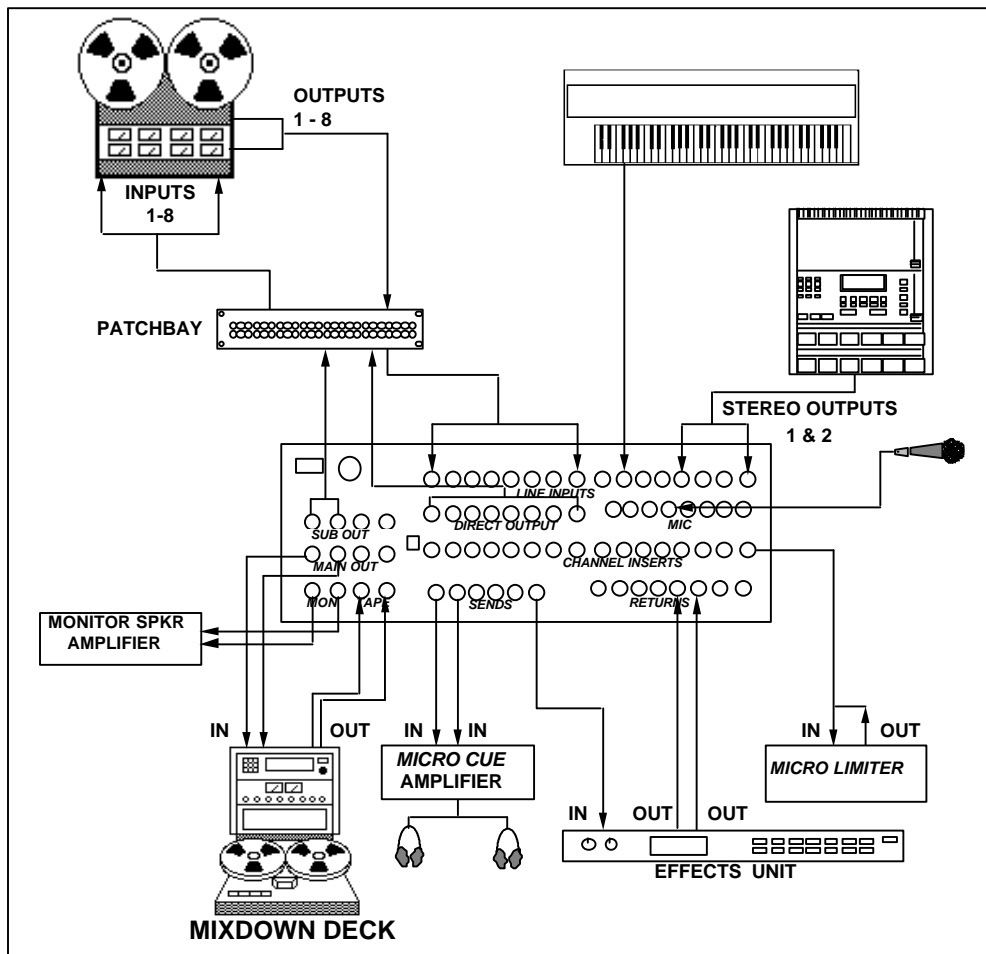 OUTPUTS
1 - 8
INPUTS
1-8
PATCHBAY
STEREO OUTPUTS
1 & 2
LINE INPUTS
DIRECT OUTPUT
MIC
SUB OUT
MAIN OUT
CHANNEL INSERTS
MON
TAPE
SENDS
RETURNS
MONITOR SPKR
AMPLIFIER
IN
OUT
IN
IN
IN
OUT
MICRO CUE
AMPLIFIER
MICRO LIMITER
IN
OUT
OUT
EFFECTS UNIT
MIXDOWN DECK